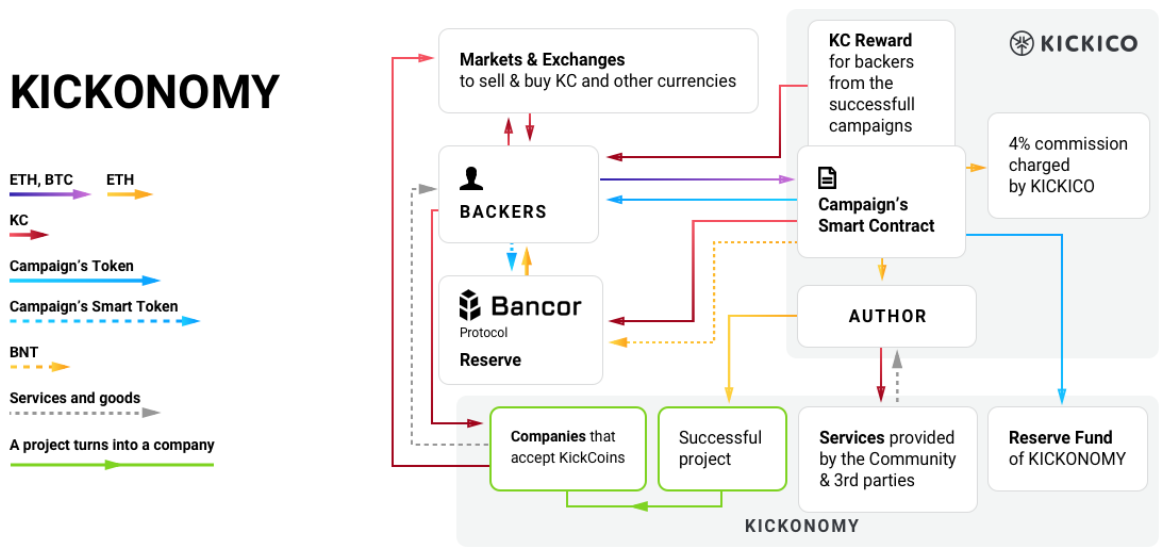 KICKONOMY
ETH, BTC
ETH
KC
Campaign's Token
Campaign's Smart Token
BNT
Services and goods
A project turns into a company
Markets & Exchanges
to sell & buy KC and other currencies
KC Reward
for backers
from the
successfull
campaigns
KICKICO
4% commission
charged
by KICKICO
BACKERS
Campaign's
Smart Contract
Bancor
Protocol
Reserve
AUTHOR
Companies that
accept KickCoins
Successful
project
Services provided
by the Community
& 3rd parties
Reserve Fund
of KICKONOMY
KICKONOMY